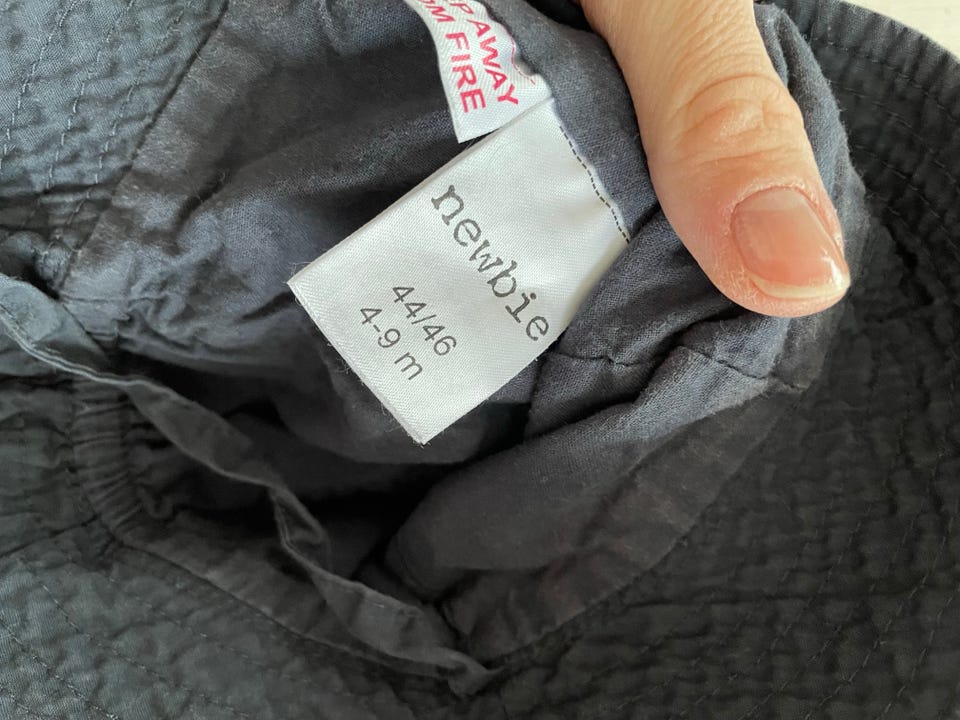 AWAY
FIRE
newbie
44/46
4-9 m